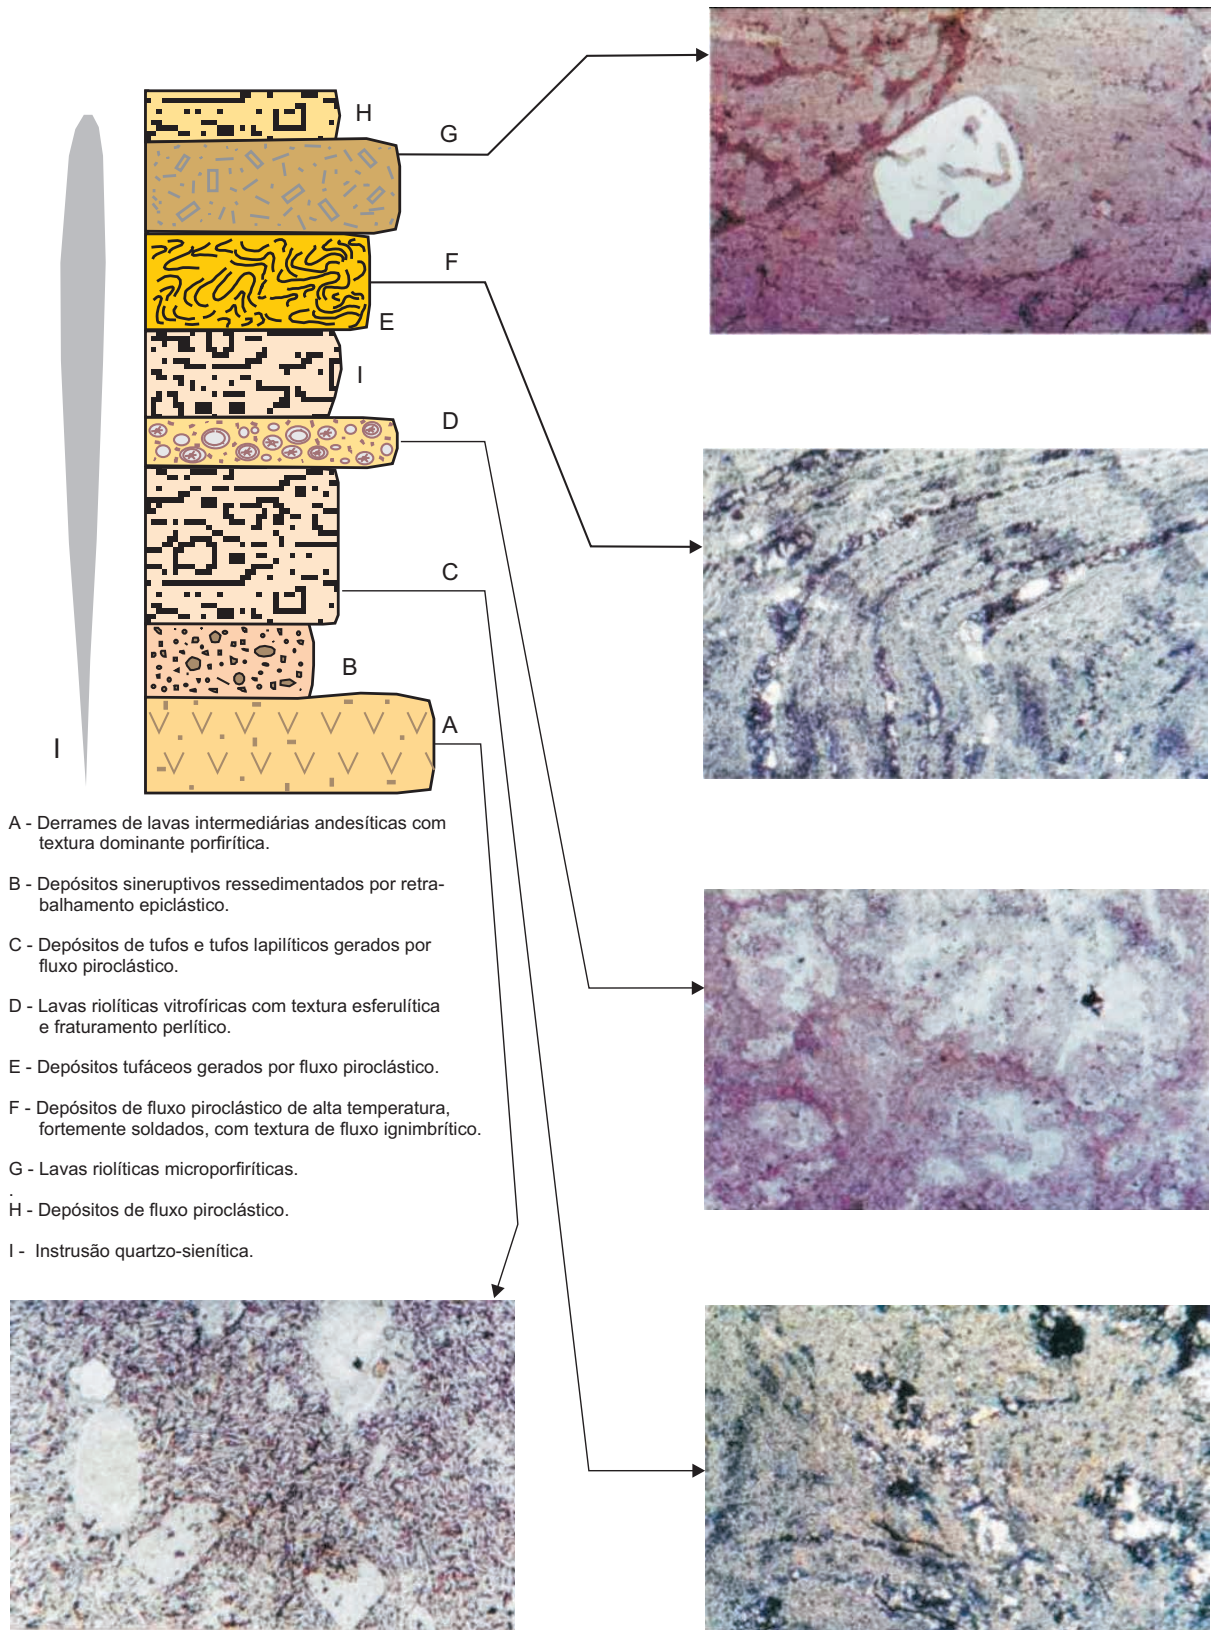 H
G
F
E
I
D
C
B
A
I
A - Derrames de lavas intermediárias andesíticas com
textura dominante porfirítica.
B - Depósitos sineruptivos ressedimentados por retra-
balhamento epiclástico.
C - Depósitos de tufos e tufos lapilíticos gerados por
fluxo piroclástico.
D - Lavas riolíticas vitrofíricas com textura esferulítica
e fraturamento perlítico.
E - Depósitos tufáceos gerados por fluxo piroclástico.
F - Depósitos de fluxo piroclástico de alta temperatura,
fortemente soldados, com textura de fluxo ignimbrítico.
G - Lavas riolíticas microporfiríticas.
.
H - Depósitos de fluxo piroclástico.
I - Instrusão quartzo-sienítica.